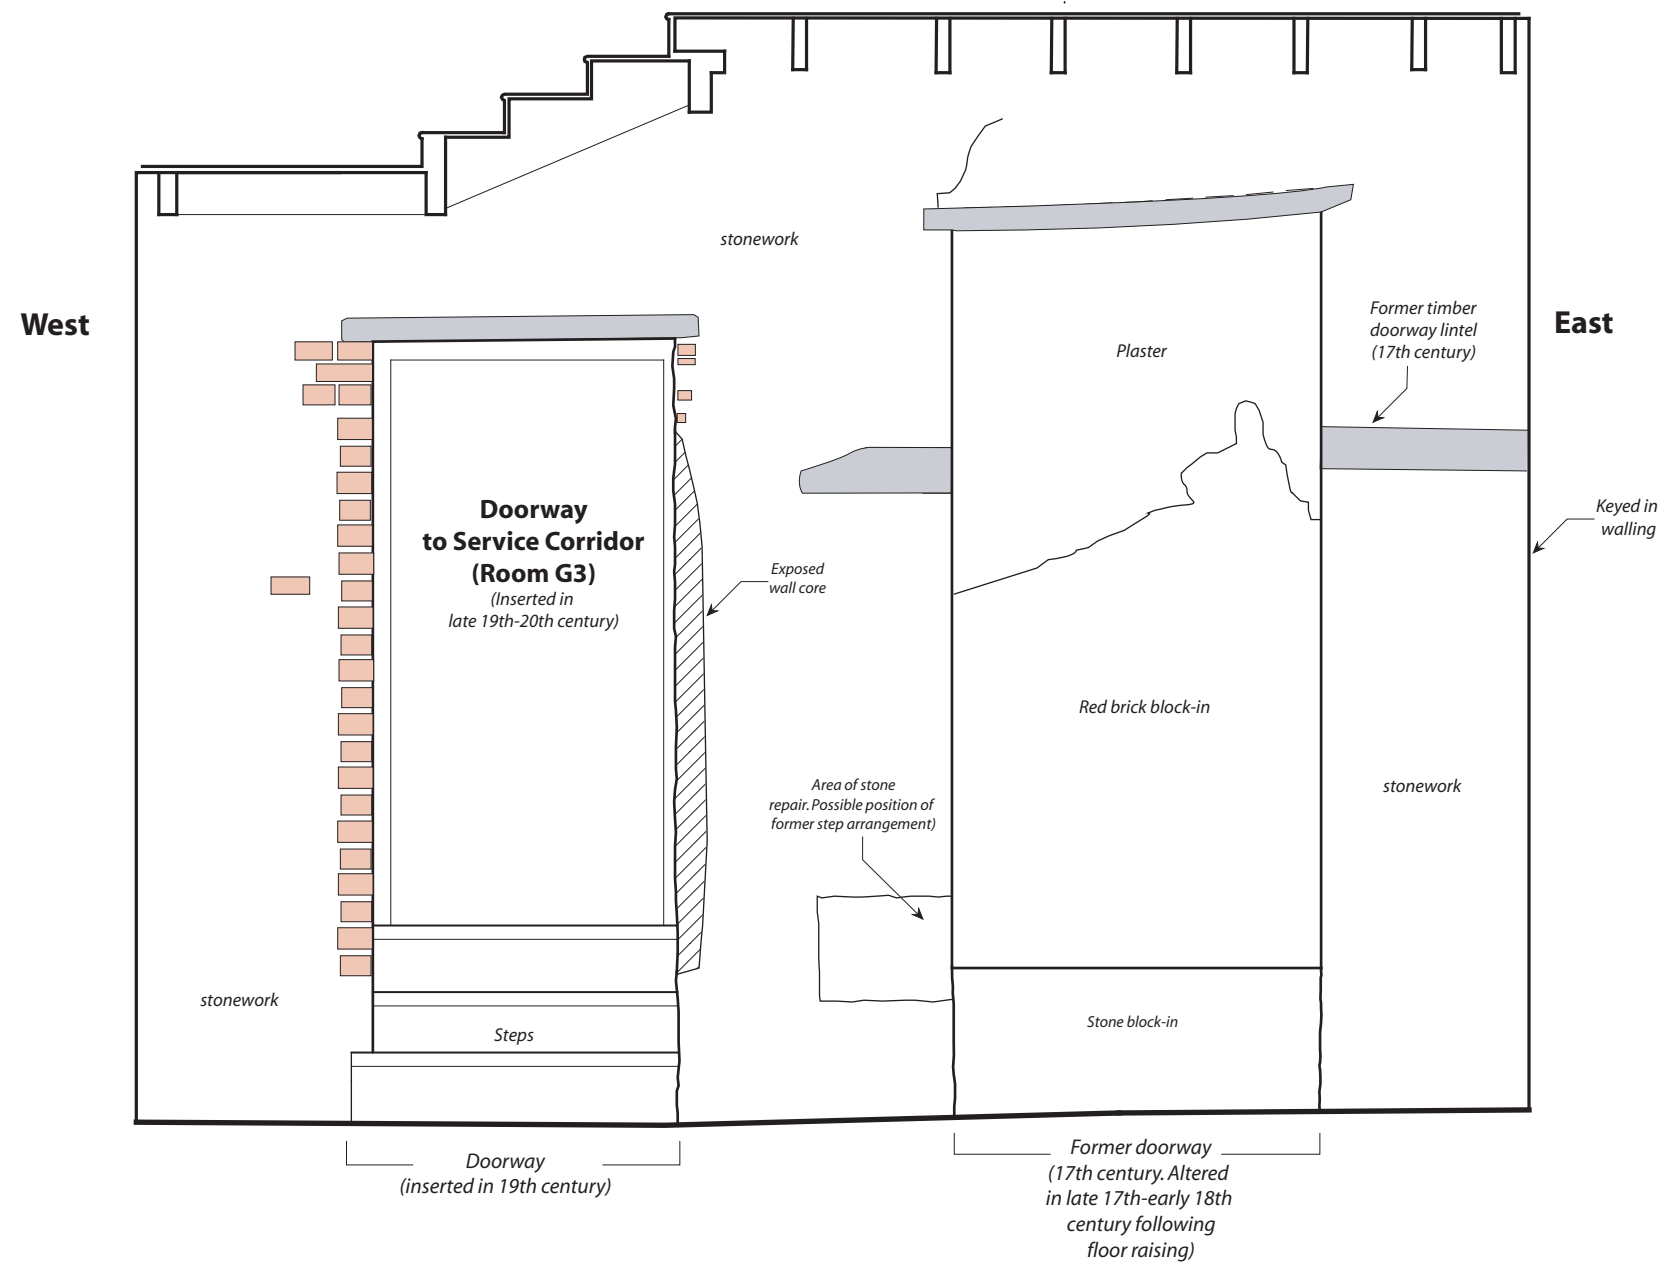 stonework
West
Former timber
doorway lintel
(17th century)
East
Plaster
Doorway
to Service Corridor
(Room G3)
(Inserted in
late 19th-20th century)
Keyed in
walling
Exposed
wall core
Red brick block-in
Area of stone
repair. Possible position of
former step arrangement)
stonework
stonework
Steps
Stone block-in
Doorway
(inserted in 19th century)
Former doorway
(17th century. Altered
in late 17th-early 18th
century following
floor raising)